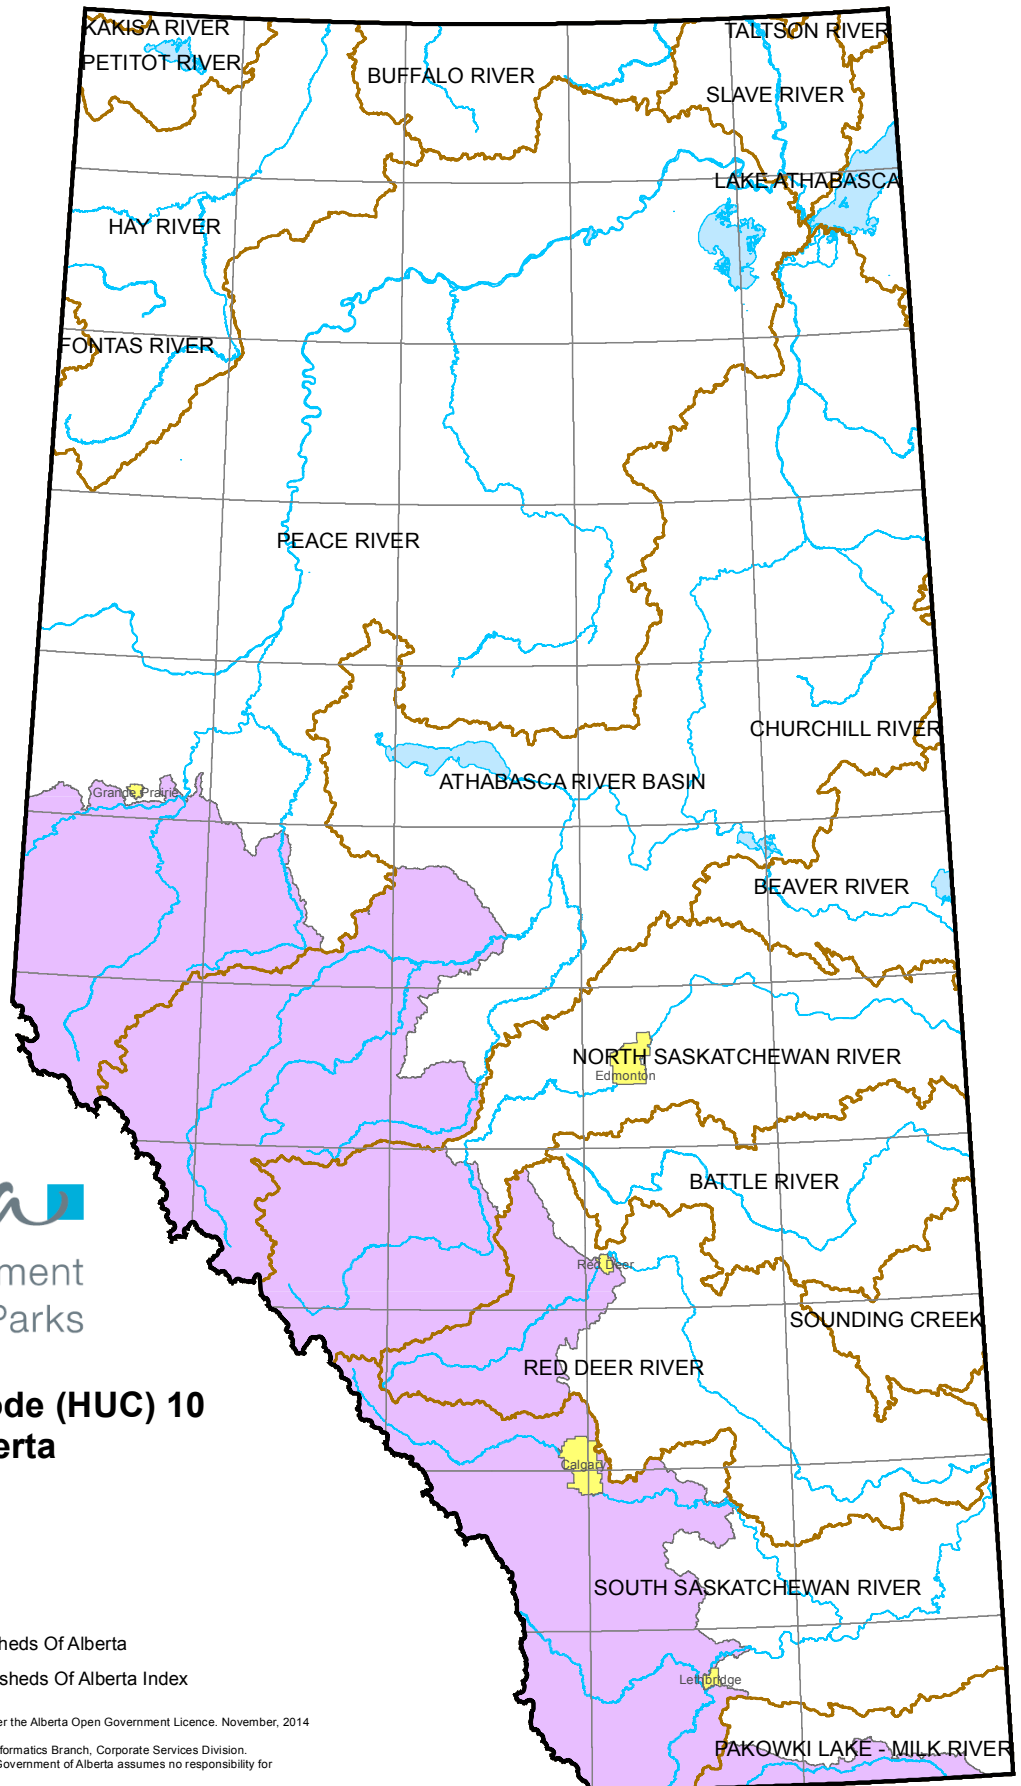 KAKISA RIVER
TALTSON RIVER
PETITOT RIVER
BUFFALO RIVER
SLAVE RIVER
LAKE ATHABASCA
HAY RIVER
FONTAS RIVER
PEACE RIVER
CHURCHILL RIVER
ATHABASCA RIVER BASIN
Grande Prairie
BEAVER RIVER
NORTH SASKATCHEWAN RIVER
Edmonton
BATTLE RIVER
Red Deer
ment
Parks
SOUNDING CREEK
RED DEER RIVER
ode (HUC) 10
erta
Calgary
SOUTH SASKATCHEWAN RIVER
heds Of Alberta
sheds Of Alberta Index
Lethbridge
er the Alberta Open Government Licence. November, 2014
PAKOWKI LAKE - MILK RIVER
formatics Branch, Corporate Services Division.
Government of Alberta assumes no responsibility for